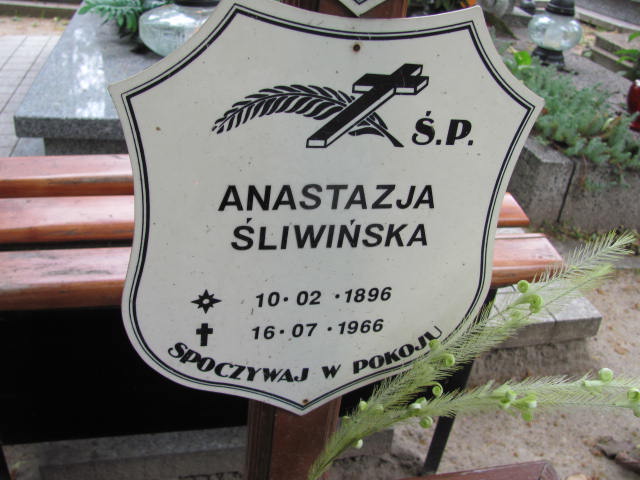 Ś.P.
ANASTAZJA
ŚLIWIŃSKA
10·02·1896
16·07·1966
SPOCZYWAJ W POKOJU